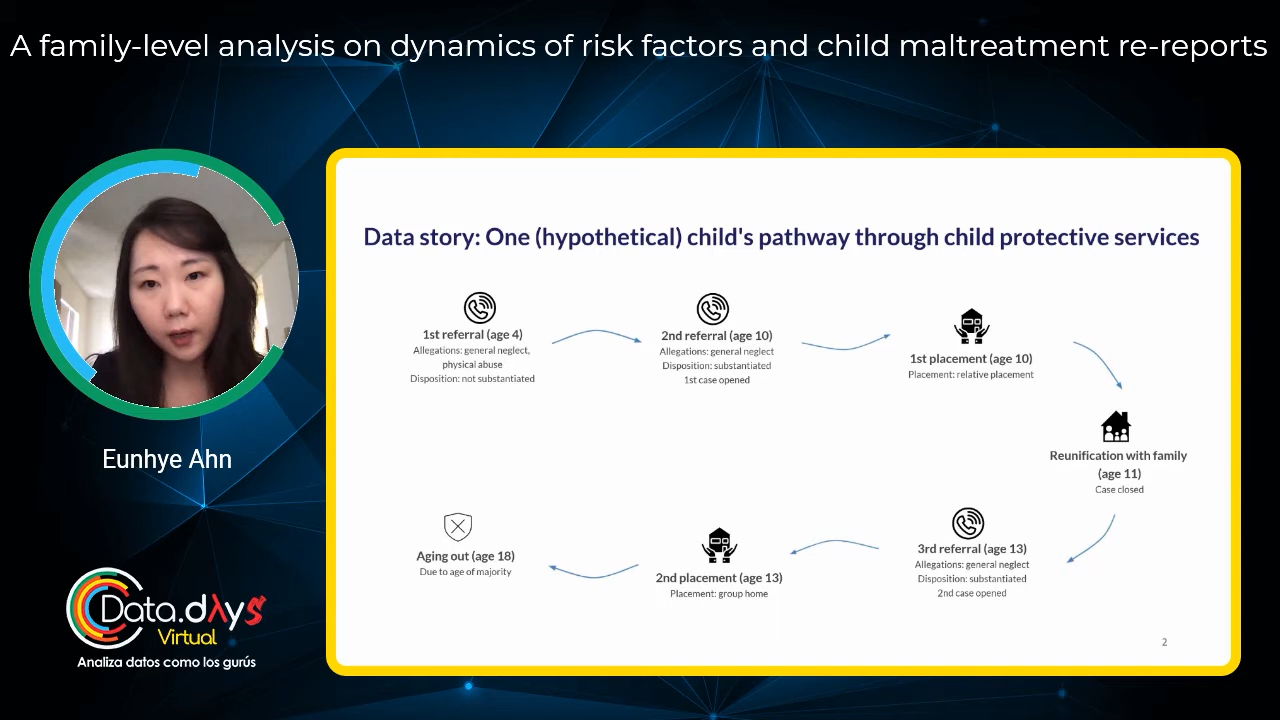 A family-level analysis on dynamics of risk factors and child maltreatment re-reports
Data story: One (hypothetical) child's pathway through child protective services
1st referral (age 4)
Allegations: general neglect,
physical abuse
Disposition: not substantiated
2nd referral (age 10)
Allegations: general neglect
Disposition: substantiated
1st case opened
1st placement (age 10)
Placement: relative placement
Reunification with family
(age 11)
Case closed
3rd referral (age 13)
Allegations: general neglect
Disposition: substantiated
2nd case opened
2nd placement (age 13)
Placement: group home
Aging out (age 18)
Due to age of majority
2
Eunhye Ahn
Data.dλys
Virtual
Analiza datos como los gurús